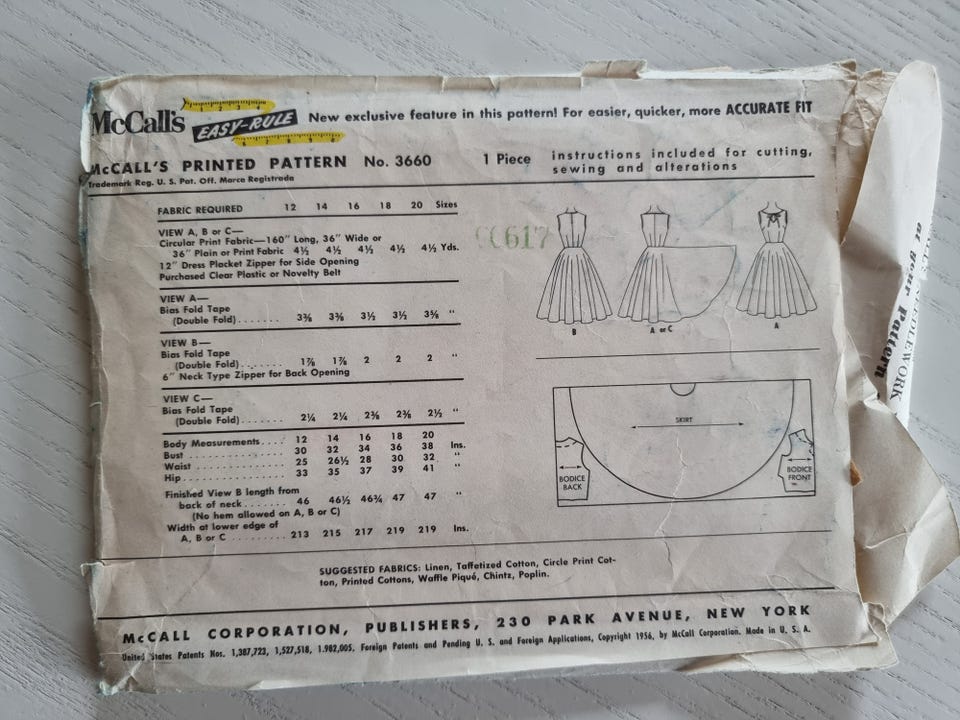 McCall's
1 2 3 4
EASY-RULE
New exclusive feature in this pattern! For easier, quicker, more ACCURATE FIT
McCALL'S PRINTED PATTERN No. 3660
1 Piece
instructions included for cutting,
sewing and alterations
Trademark Reg. U. S. Pat. Off. Marca Registrada
FABRIC REQUIRED 12 14 16 18 20 Sizes
VIEW A, B or C—
Circular Print Fabric—160" Long, 36" Wide or
36" Plain or Print Fabric 4½ 4½ 4½ 4½ 4½ Yds.
12" Dress Placket Zipper for Side Opening
Purchased Clear Plastic or Novelty Belt
VIEW A—
Bias Fold Tape
(Double Fold)....... 3⅜ 3⅜ 3½ 3½ 3⅝ "
VIEW B—
Bias Fold Tape
(Double Fold)........ 1⅞ 1⅞ 2 2 2 "
6" Neck Type Zipper for Back Opening
VIEW C—
Bias Fold Tape
(Double Fold)....... 2¼ 2¼ 2⅜ 2⅜ 2½ "
Body Measurements.... 12 14 16 18 20
Bust ............... 30 32 34 36 38 Ins.
Waist .............. 25 26½ 28 30 32 "
Hip................. 33 35 37 39 41 "
Finished View B length from
back of neck....... 46 46½ 46¾ 47 47 "
(No hem allowed on A, B or C)
Width at lower edge of
A, B or C ......... 213 215 217 219 219 Ins.
617
B
A or C
A
SKIRT
BODICE
BACK
BODICE
FRONT
SUGGESTED FABRICS: Linen, Taffetized Cotton, Circle Print Cot-
ton, Printed Cottons, Waffle Piqué, Chintz, Poplin.
McCALL CORPORATION, PUBLISHERS, 230 PARK AVENUE, NEW YORK
United States Patents Nos. 1,387,723, 1,527,518, 1.982,005. Foreign Patents and Pending U. S. and Foreign Applications, Copyright 1956, by McCall Corporation. Made in U. S. A.
NEEDLEWORK
at your Pattern